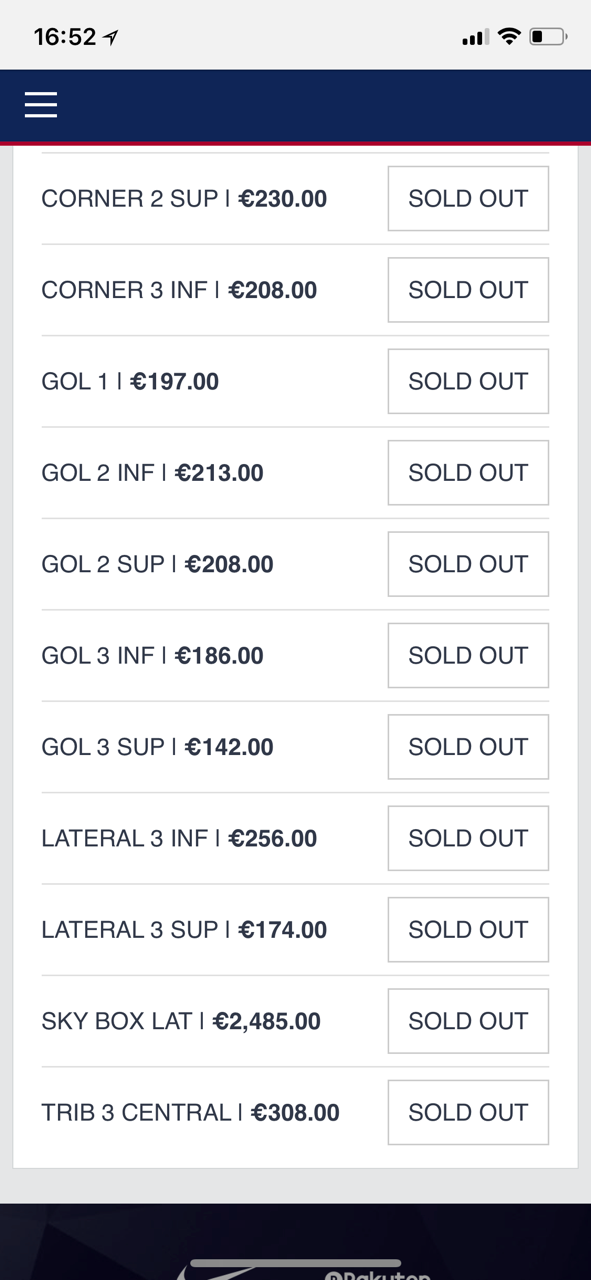 16:52
CORNER 2 SUP | €230.00 SOLD OUT
CORNER 3 INF | €208.00 SOLD OUT
GOL 1 | €197.00 SOLD OUT
GOL 2 INF | €213.00 SOLD OUT
GOL 2 SUP | €208.00 SOLD OUT
GOL 3 INF | €186.00 SOLD OUT
GOL 3 SUP | €142.00 SOLD OUT
LATERAL 3 INF | €256.00 SOLD OUT
LATERAL 3 SUP | €174.00 SOLD OUT
SKY BOX LAT | €2,485.00 SOLD OUT
TRIB 3 CENTRAL | €308.00 SOLD OUT
Rakuten